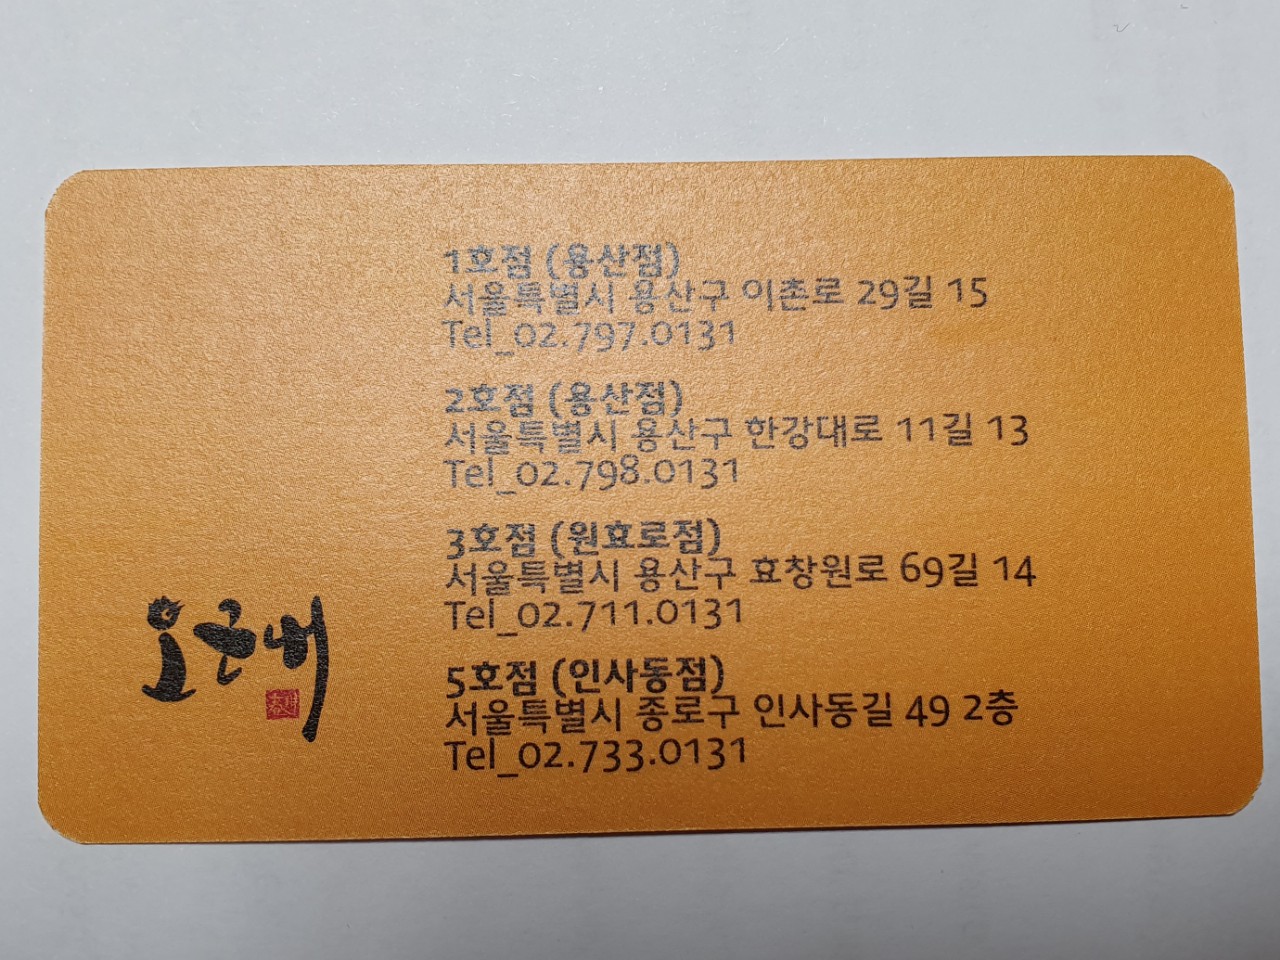 1호점 (용산점)
서울특별시 용산구 이촌로 29길 15
Tel_02.797.0131
2호점 (용산점)
서울특별시 용산구 한강대로 11길 13
Tel_02.798.0131
3호점 (원효로점)
서울특별시 용산구 효창원로 69길 14
Tel_02.711.0131
5호점 (인사동점)
서울특별시 종로구 인사동길 49 2층
Tel_02.733.0131
오근내